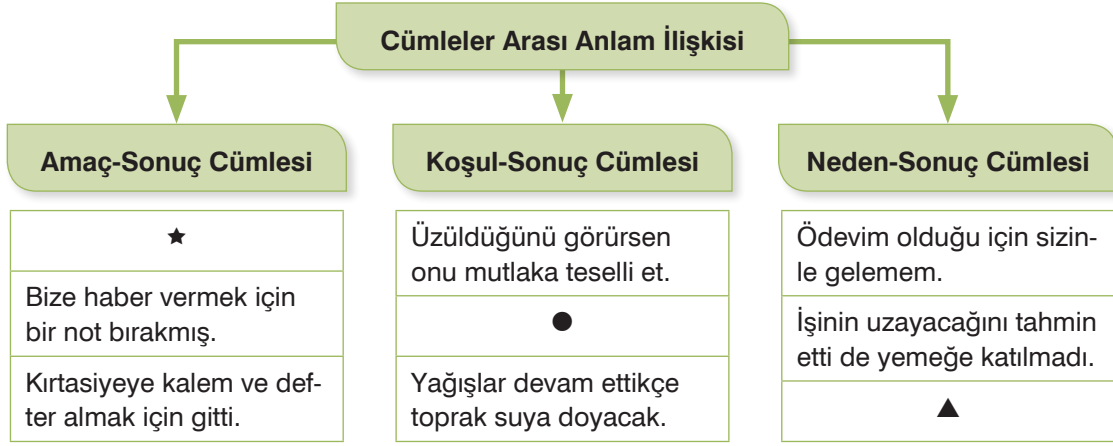 Cümleler Arası Anlam İlişkisi
Amaç-Sonuç Cümlesi
★
Bize haber vermek için
bir not bırakmış.
Kırtasiyeye kalem ve def-
ter almak için gitti.
Koşul-Sonuç Cümlesi
Üzüldüğünü görürsen
onu mutlaka teselli et.
●
Yağışlar devam ettikçe
toprak suya doyacak.
Neden-Sonuç Cümlesi
Ödevim olduğu için sizin-
le gelemem.
İşinin uzayacağını tahmin
etti de yemeğe katılmadı.
▲